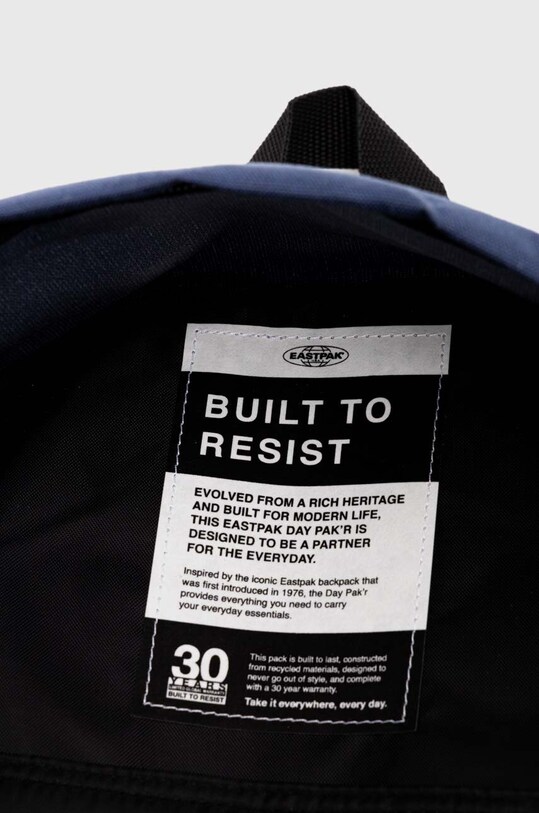 EASTPAK
BUILT TO
RESIST
EVOLVED FROM A RICH HERITAGE
AND BUILT FOR MODERN LIFE,
THIS EASTPAK DAY PAK'R IS
DESIGNED TO BE A PARTNER
FOR THE EVERYDAY.
Inspired by the iconic Eastpak backpack that
was first introduced in 1976, the Day Pak'r
provides everything you need to carry
your everyday essentials.
30
YEARS
LIMITED GLOBAL WARRANTY
BUILT TO RESIST
This pack is built to last, constructed
from recycled materials, designed to
never go out of style, and complete
with a 30 year warranty.
Take it everywhere, every day.